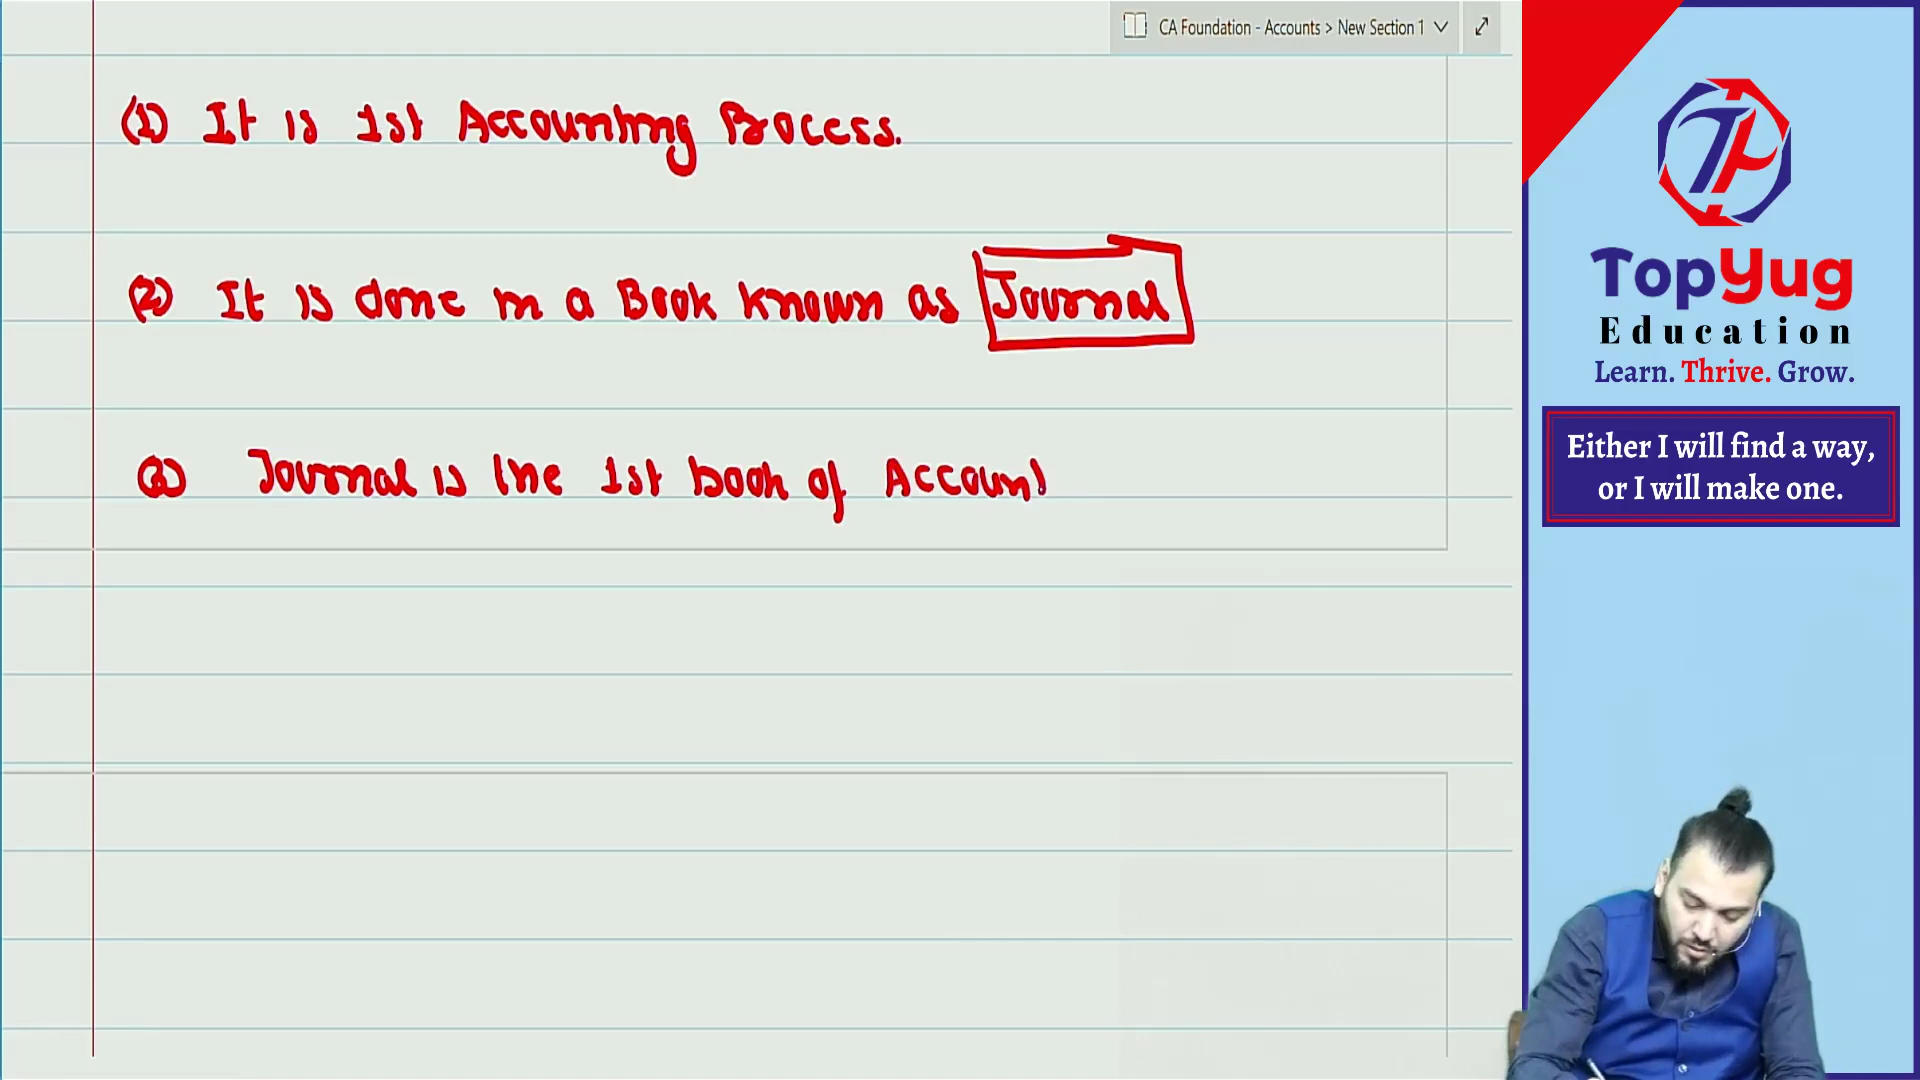 CA Foundation - Accounts > New Section 1
(1) It is 1st Accounting Process.
(2) It is done in a Book known as Journal
(3) Journal is the 1st book of Account
TopYug
Education
Learn. Thrive. Grow.
Either I will find a way,
or I will make one.